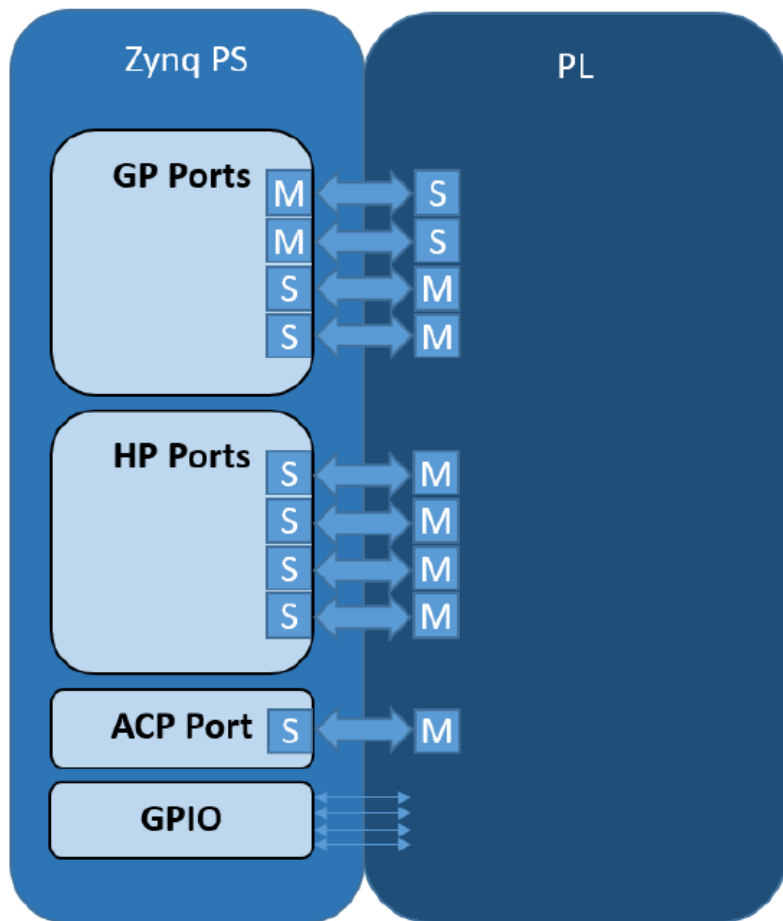 Zynq PS PL
GP Ports
M S
M S
S M
S M
HP Ports
S M
S M
S M
S M
ACP Port S M
GPIO